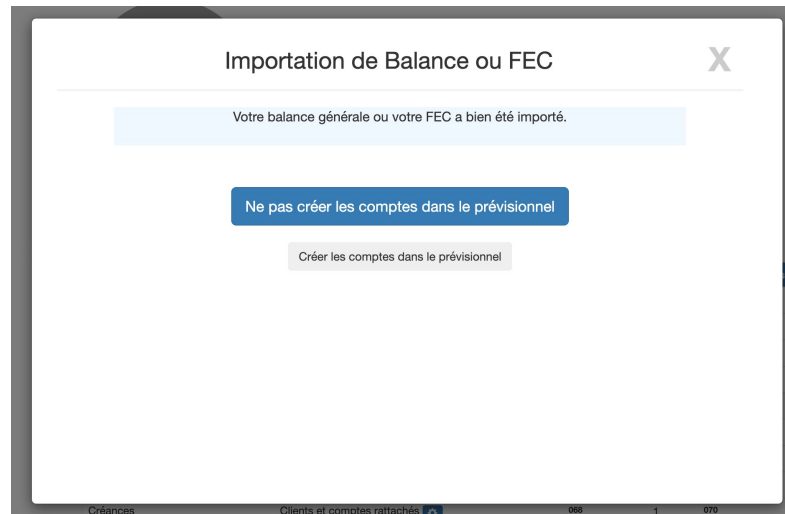 Importation de Balance ou FEC
X
Votre balance générale ou votre FEC a bien été importé.
Ne pas créer les comptes dans le prévisionnel
Créer les comptes dans le prévisionnel
Créances Clients et comptes rattachés 068 1 070